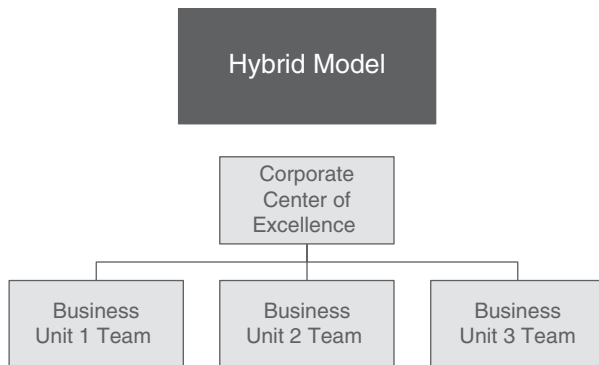 Hybrid Model
Corporate
Center of
Excellence
Business
Unit 1 Team
Business
Unit 2 Team
Business
Unit 3 Team